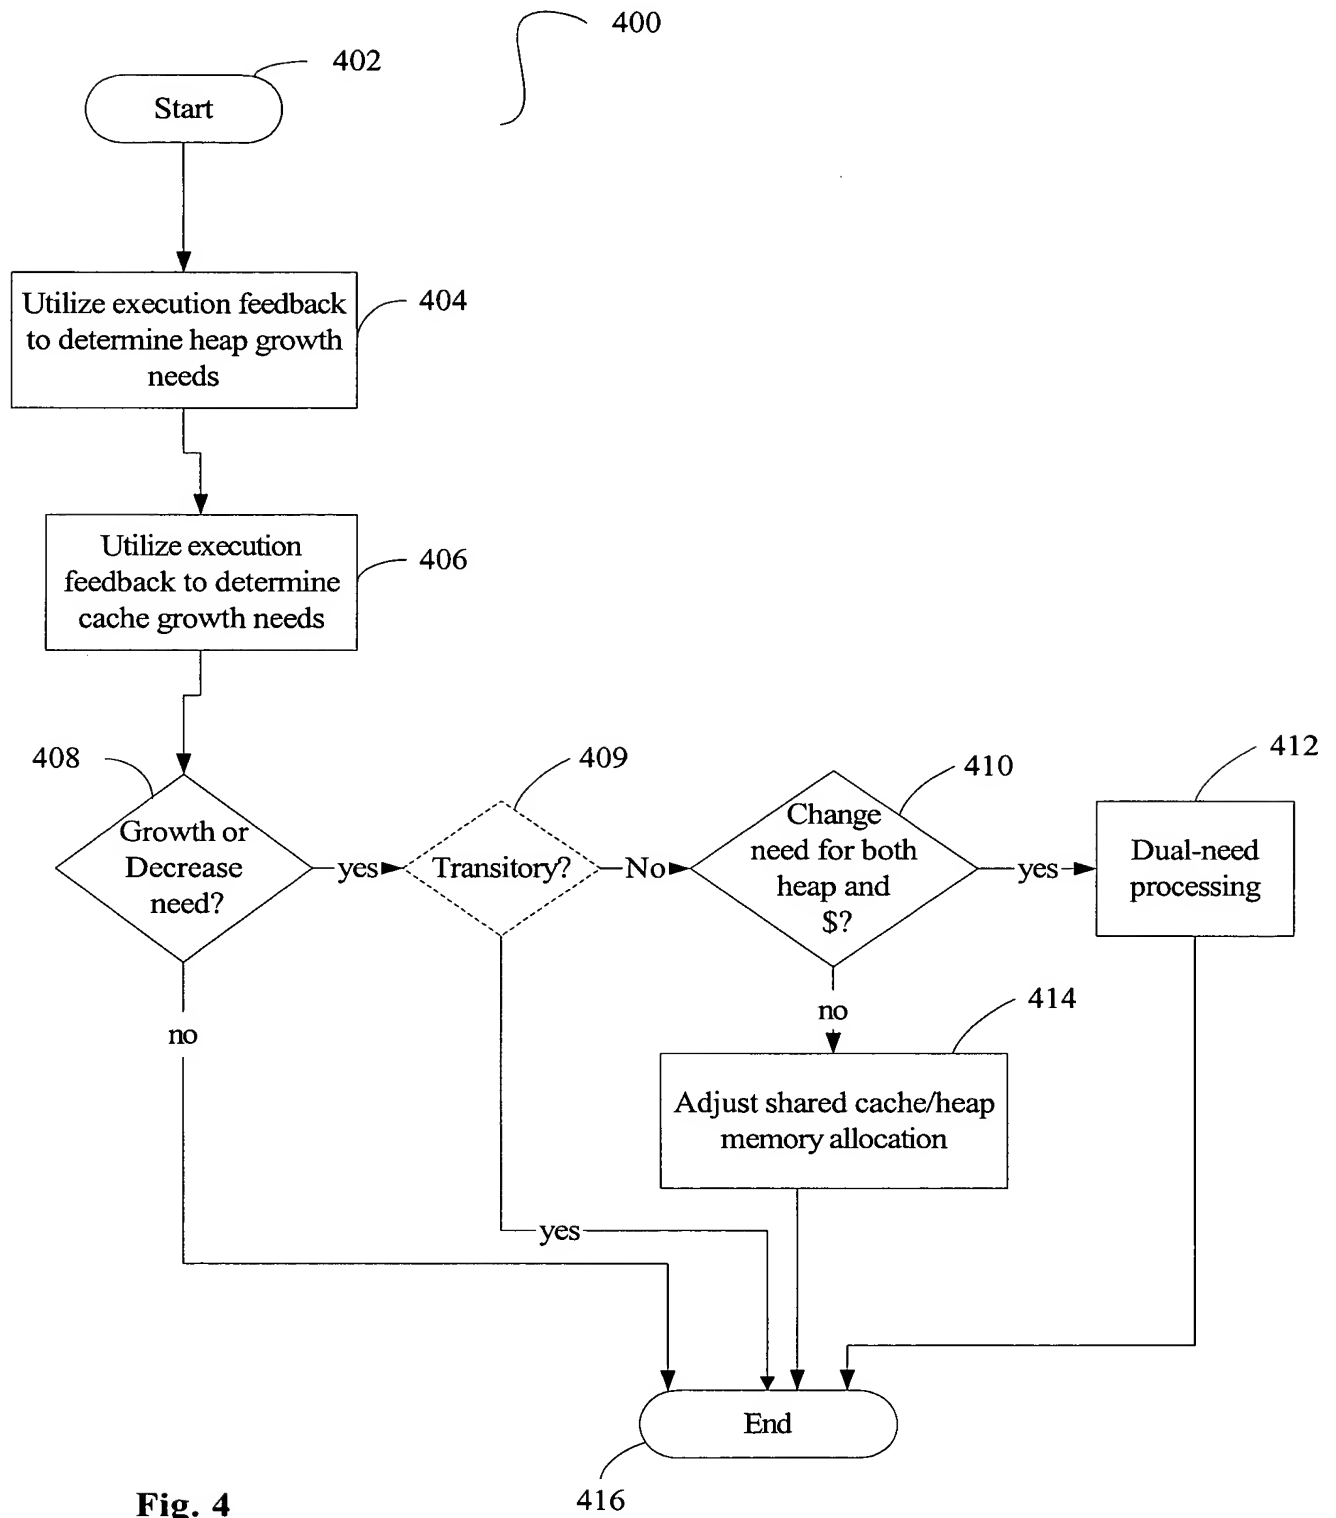 400
402
Start
Utilize execution feedback
to determine heap growth
needs
404
Utilize execution
feedback to determine
cache growth needs
406
408
Growth or
Decrease
need?
yes
409
Transitory?
No
410
Change
need for both
heap and
$?
yes
412
Dual-need
processing
no
no
414
Adjust shared cache/heap
memory allocation
yes
End
416
Fig. 4